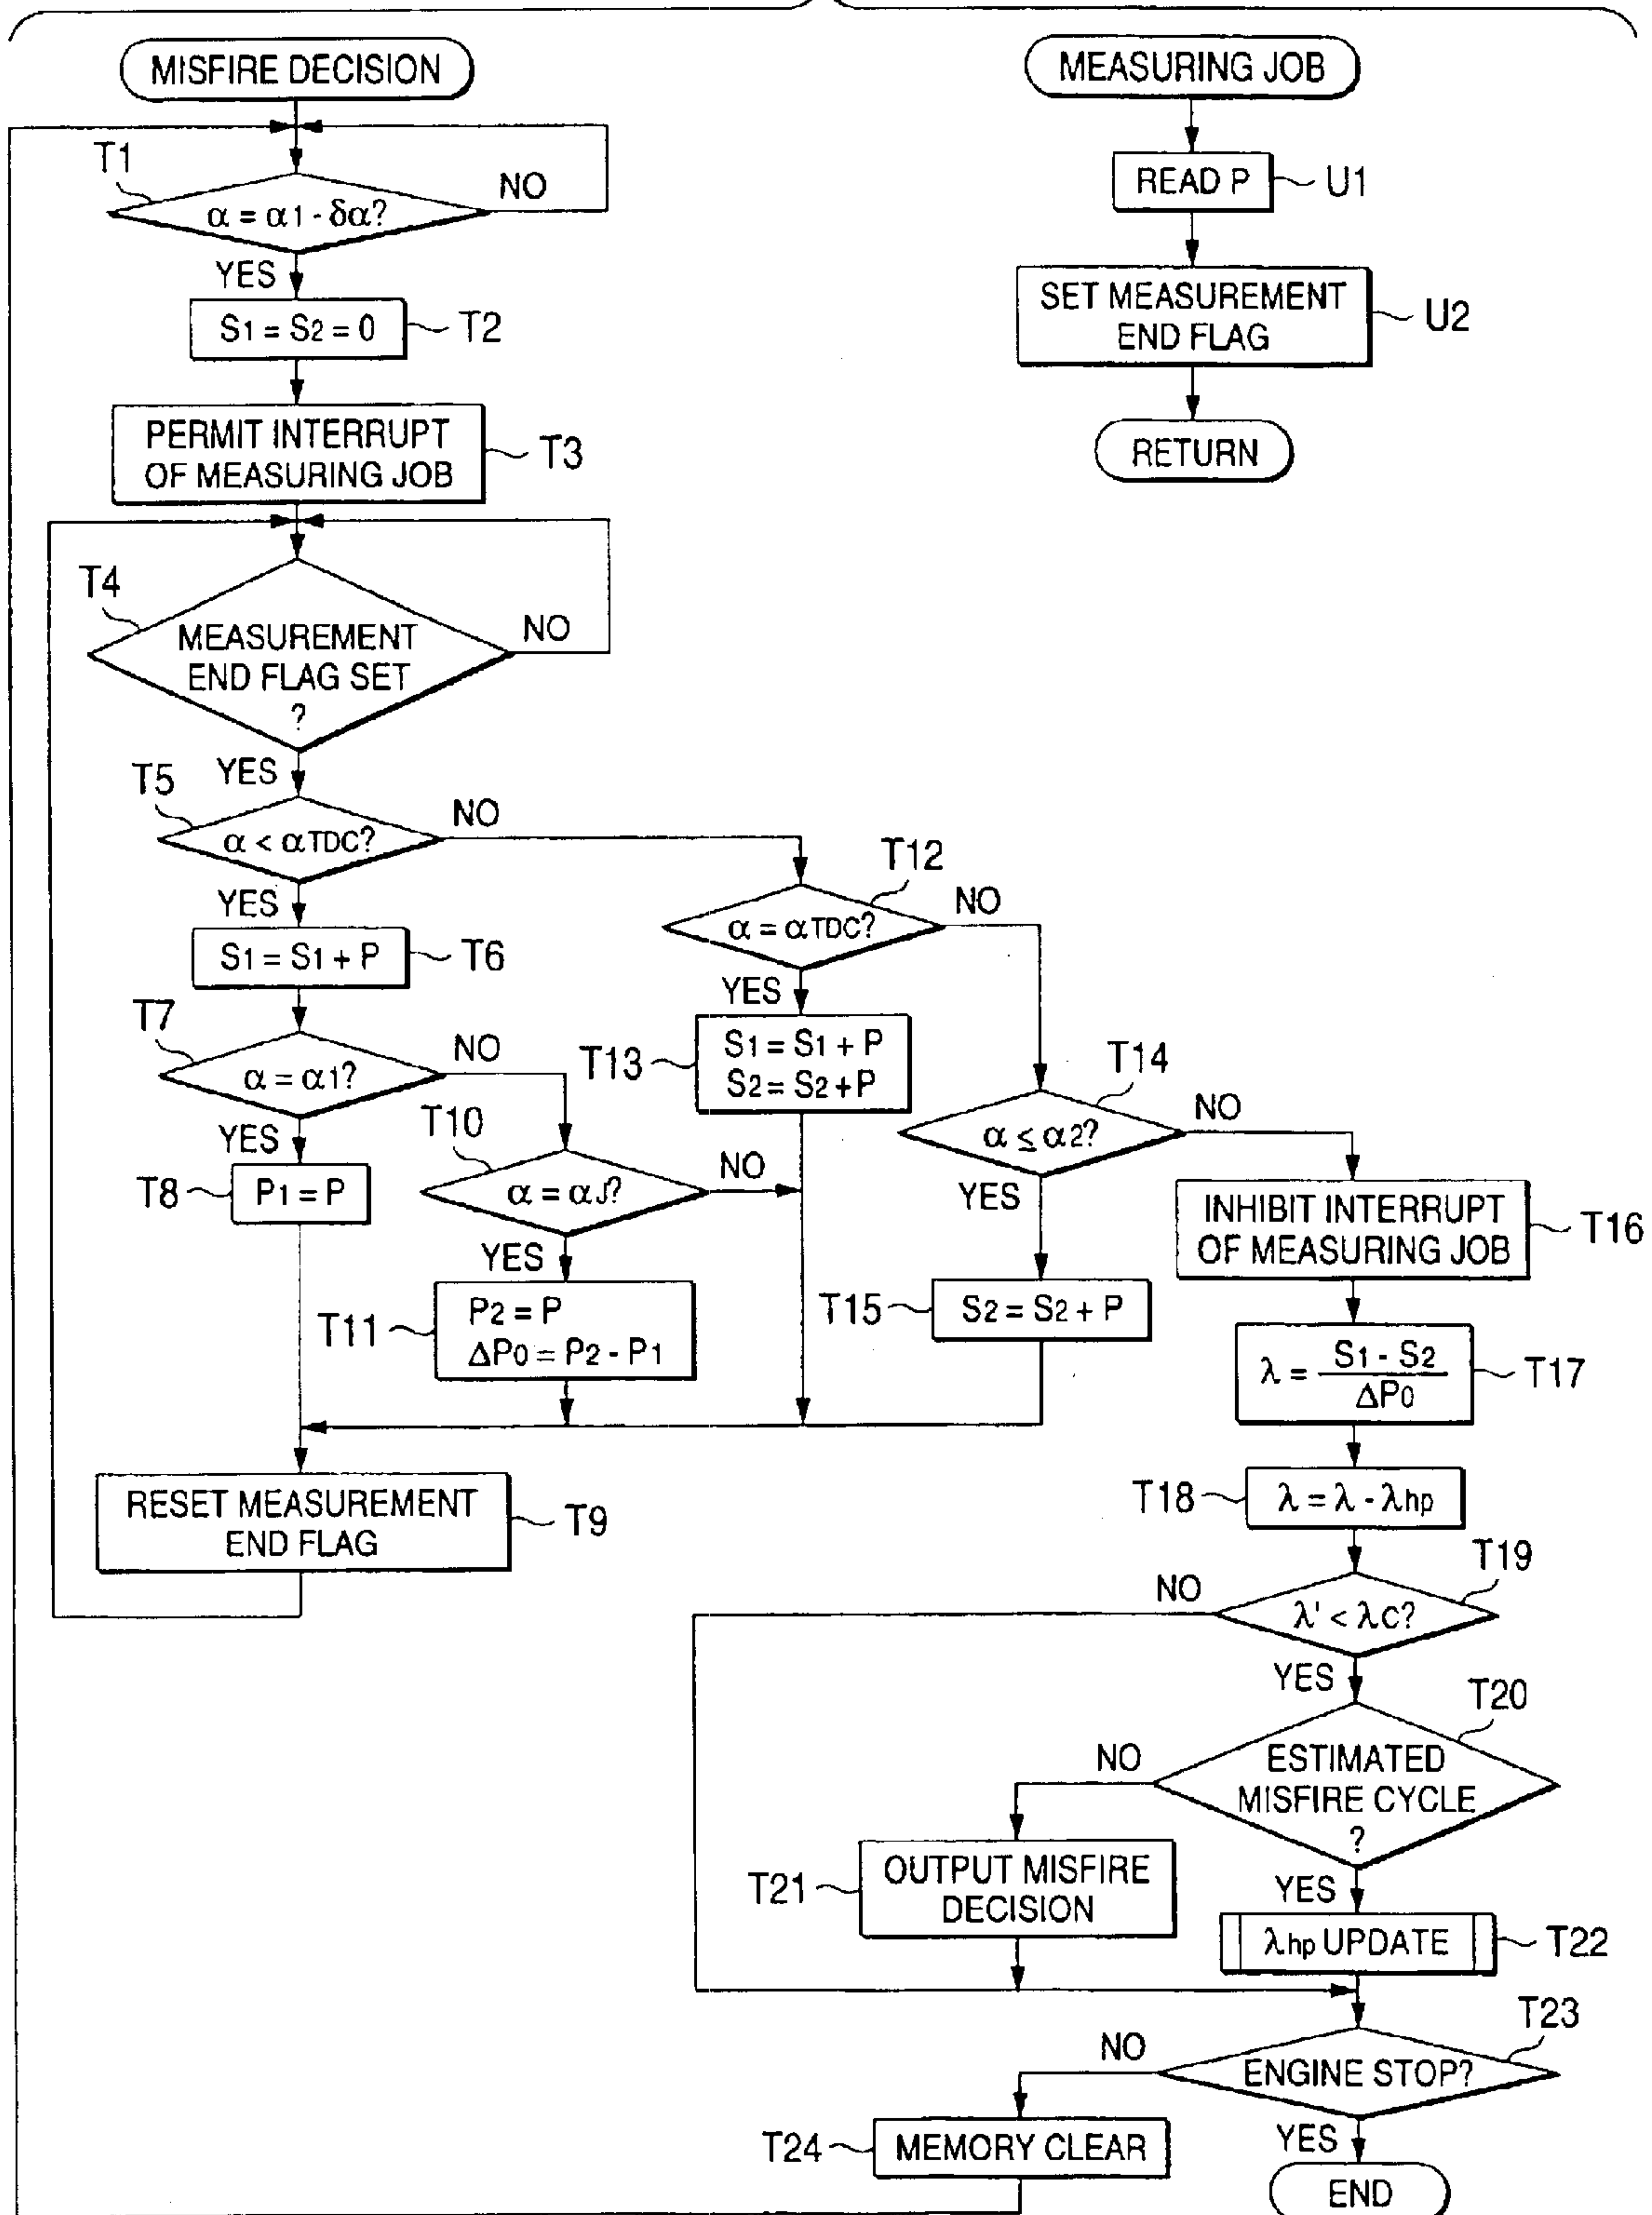 MISFIRE DECISION
T1
α = α1 - δα?
NO
YES
S1 = S2 = 0
T2
PERMIT INTERRUPT
OF MEASURING JOB
T3
T4
MEASUREMENT
END FLAG SET
?
NO
YES
T5
α < αTDC?
NO
YES
S1 = S1 + P
T6
T7
α = α1?
NO
YES
T8
P1 = P
T10
α = αJ?
NO
YES
T11
P2 = P
ΔP0 = P2 - P1
RESET MEASUREMENT
END FLAG
T9
T12
α = αTDC?
NO
YES
T13
S1 = S1 + P
S2 = S2 + P
T14
α ≤ α2?
NO
YES
T15
S2 = S2 + P
INHIBIT INTERRUPT
OF MEASURING JOB
T16
λ = S1 - S2
ΔP0
T17
T18
λ = λ - λhp
T19
λ' < λC?
NO
YES
T20
ESTIMATED
MISFIRE CYCLE
?
NO
YES
T21
OUTPUT MISFIRE
DECISION
λhp UPDATE
T22
T23
ENGINE STOP?
NO
YES
T24
MEMORY CLEAR
END
MEASURING JOB
READ P
U1
SET MEASUREMENT
END FLAG
U2
RETURN